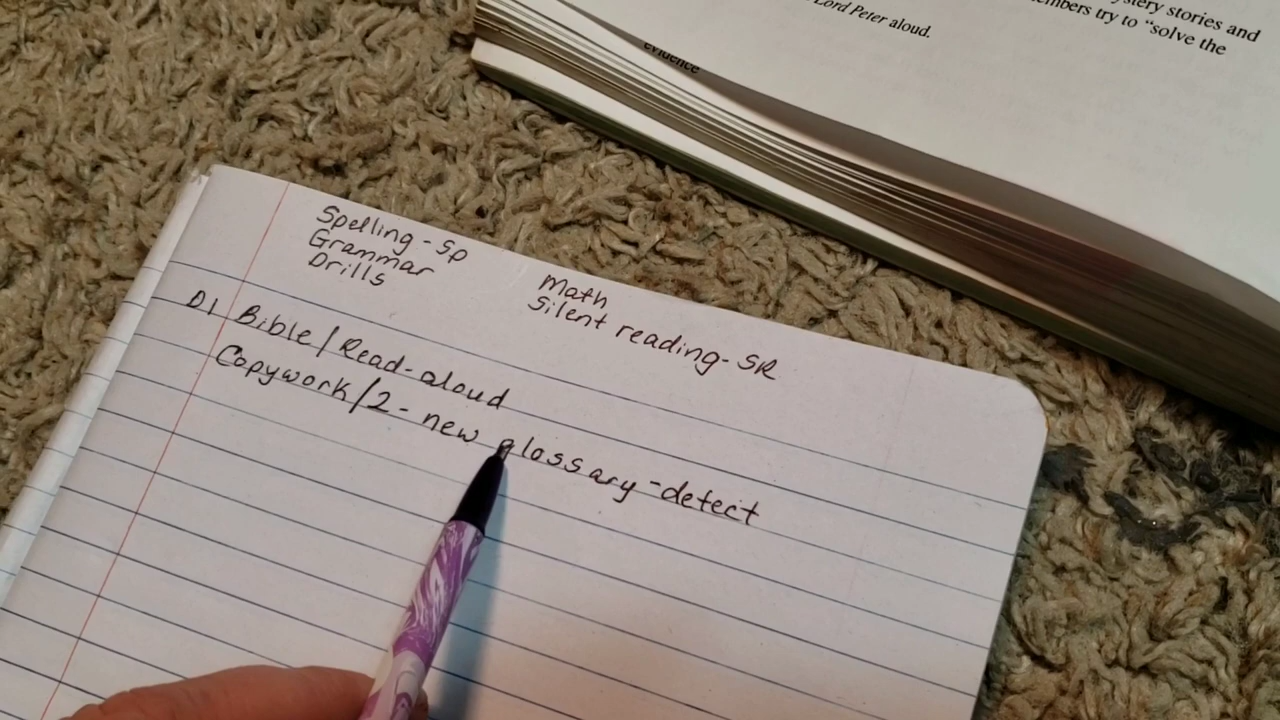 Lord Peter aloud.
ystery stories and
embers try to "solve the
evidence
Spelling - SP
Grammar
Drills
Math
Silent reading - SR
D1 Bible/Read-aloud
Copywork/2 - new glossary - detect